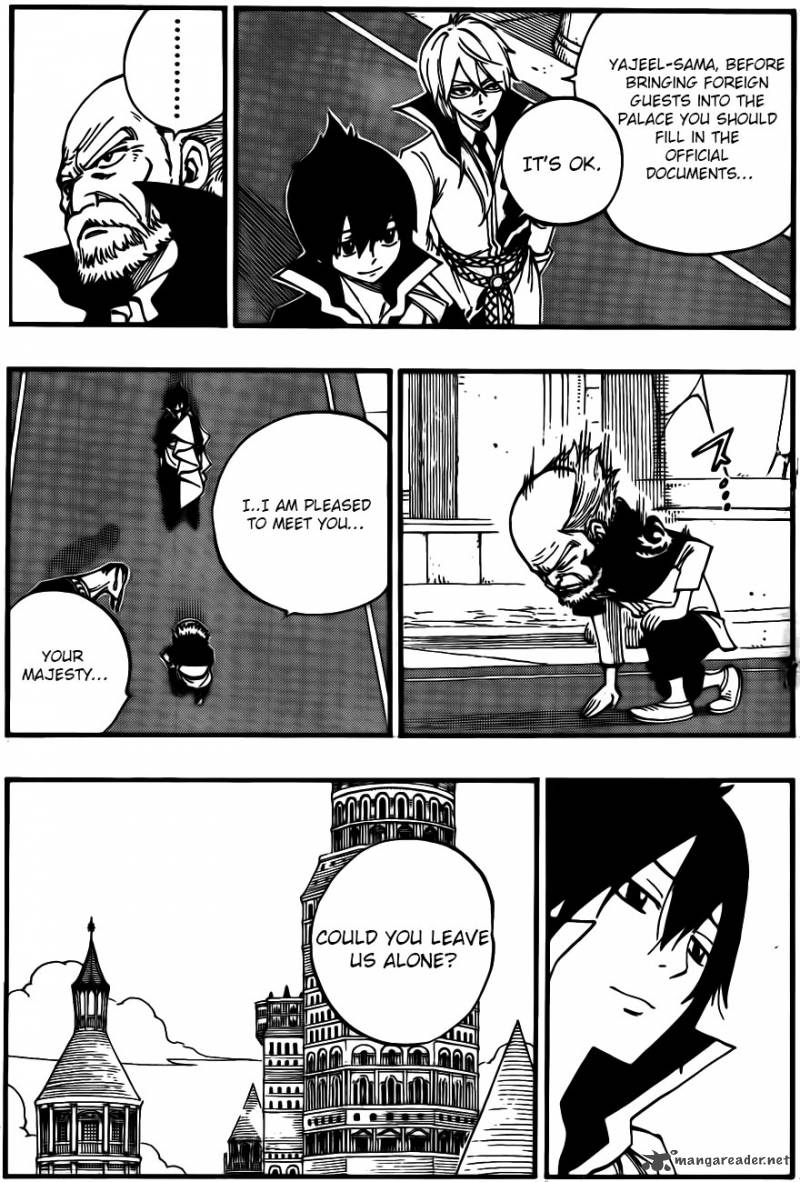 YAJEEL-SAMA, BEFORE
BRINGING FOREIGN
GUESTS INTO THE
PALACE YOU SHOULD
FILL IN THE
OFFICIAL
DOCUMENTS...
IT'S OK.
.........
I..I AM PLEASED
TO MEET YOU...
YOUR
MAJESTY...
ス...
COULD YOU LEAVE
US ALONE?
mangareader.net